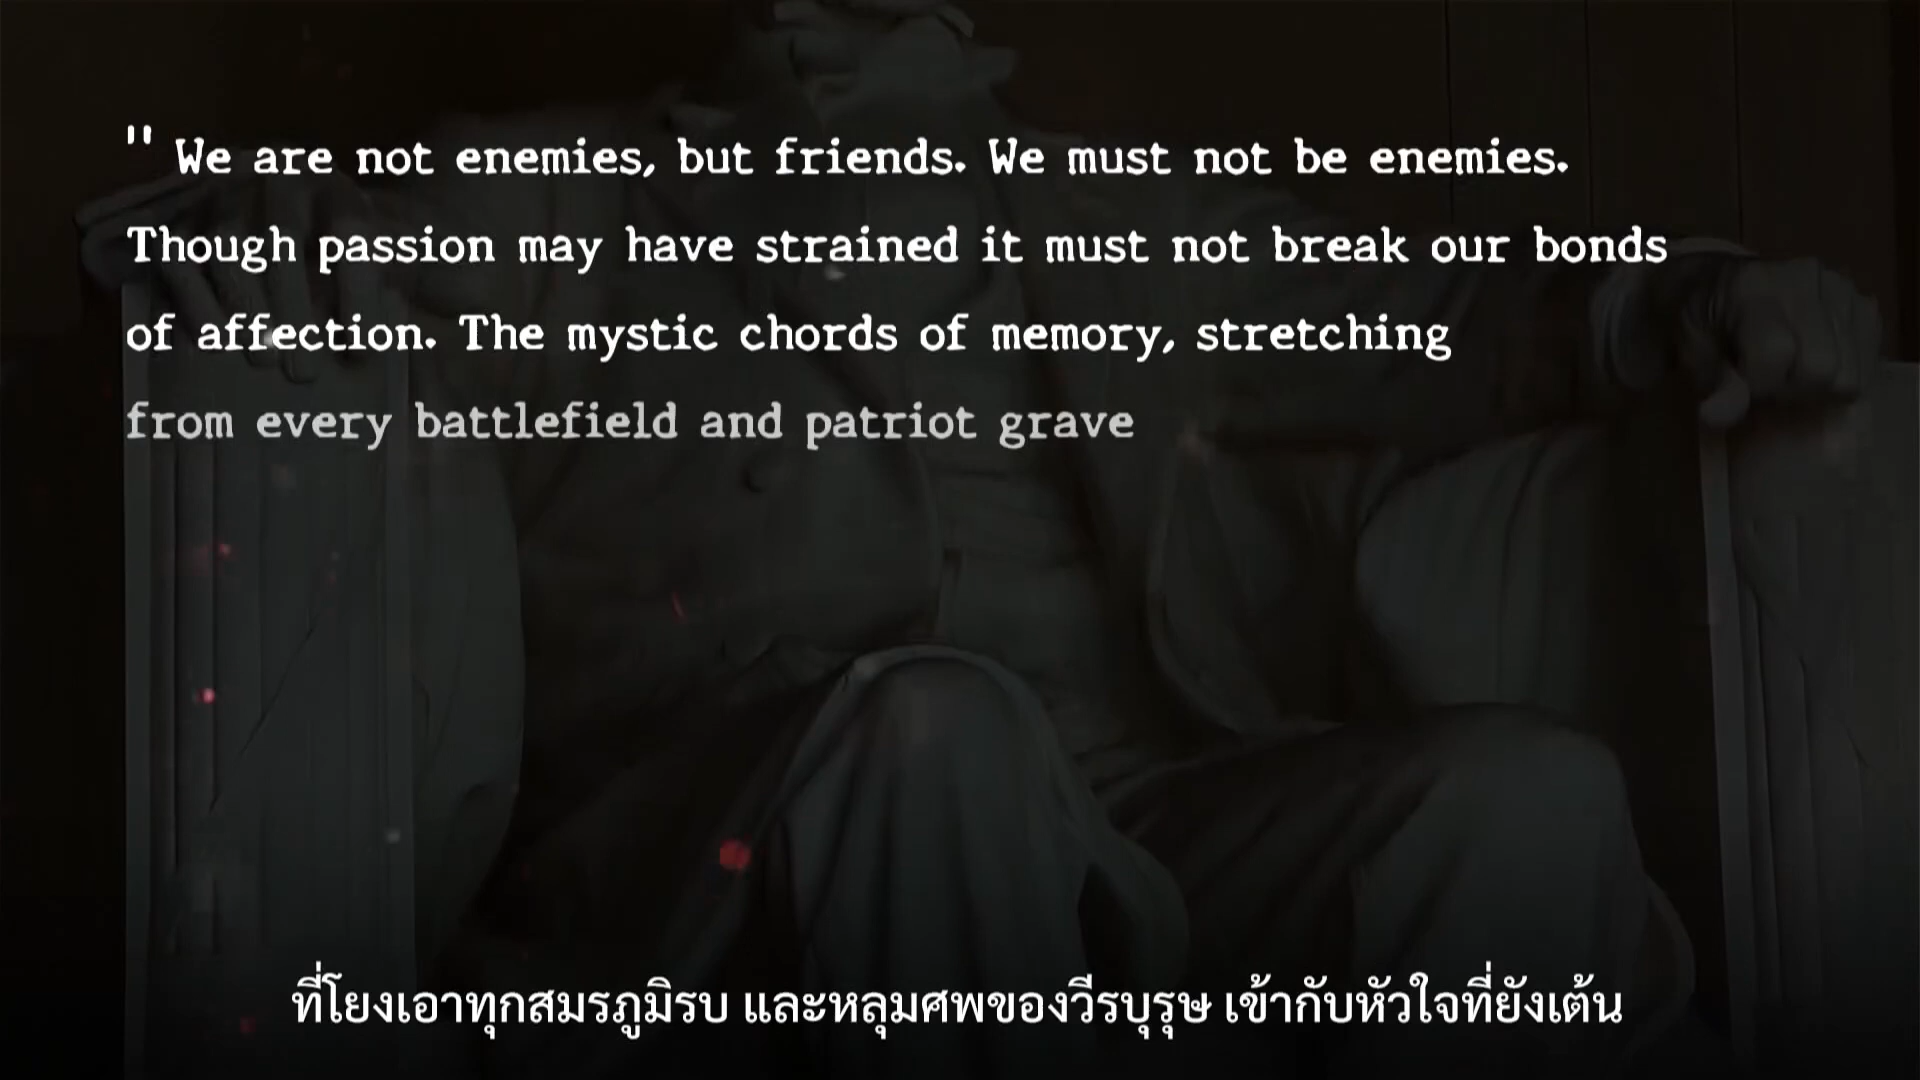 " We are not enemies, but friends. We must not be enemies.
Though passion may have strained it must not break our bonds
of affection. The mystic chords of memory, stretching
from every battlefield and patriot grave
ที่โยงเอาทุกสมรภูมิรบ และหลุมศพของวีรบุรุษ เข้ากับหัวใจที่ยังเต้น